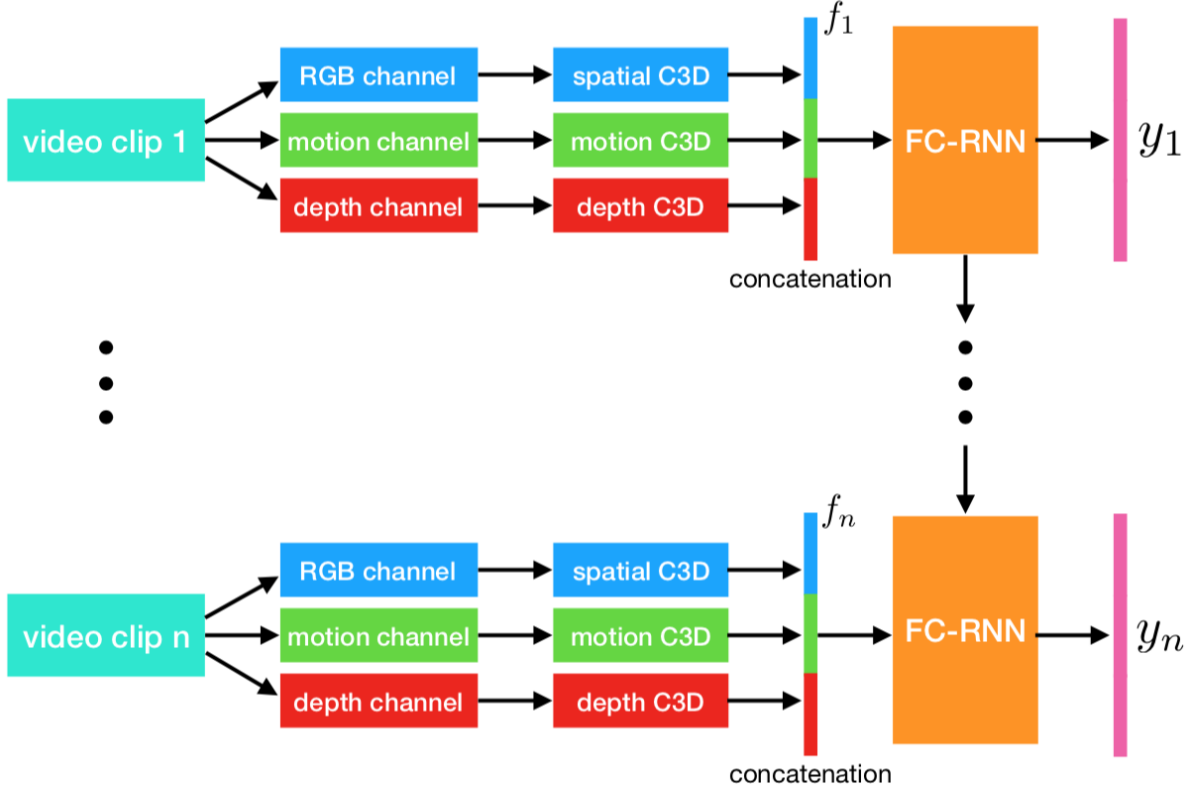 f₁
RGB channel
spatial C3D
video clip 1
motion channel
motion C3D
FC-RNN
y₁
depth channel
depth C3D
concatenation
fₙ
RGB channel
spatial C3D
video clip n
motion channel
motion C3D
FC-RNN
yₙ
depth channel
depth C3D
concatenation